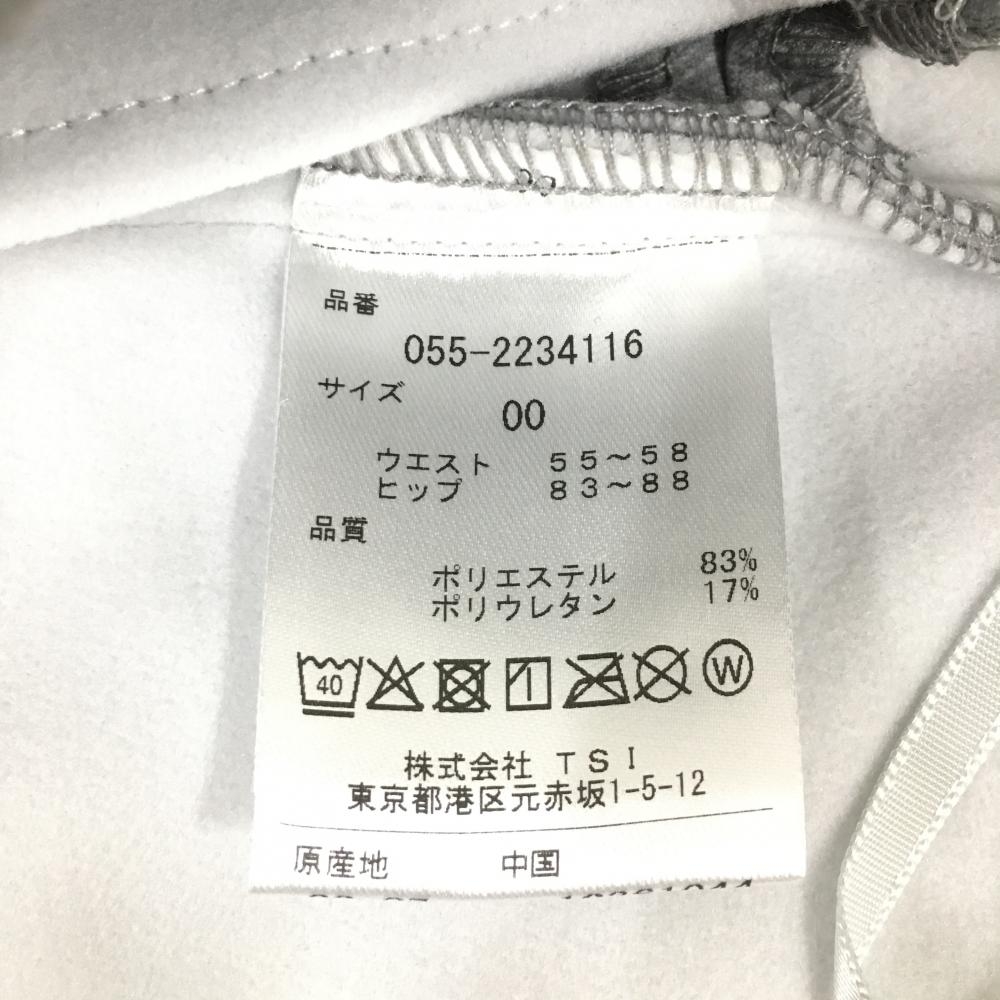 品番
055-2234116
サイズ
00
ウエスト 55～58
ヒップ 83～88
品質
ポリエステル 83%
ポリウレタン 17%
40
W
株式会社 TSI
東京都港区元赤坂1-5-12
原産地 中国